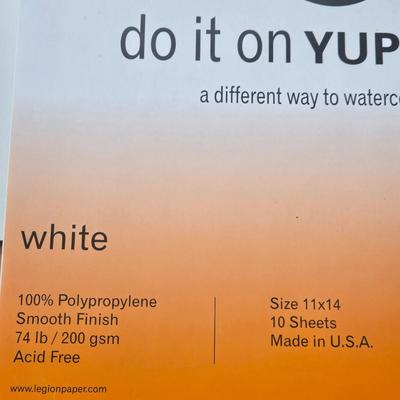 do it on YUP
a different way to waterc
white
100% Polypropylene
Smooth Finish
74 lb / 200 gsm
Acid Free
Size 11x14
10 Sheets
Made in U.S.A.
www.legionpaper.com